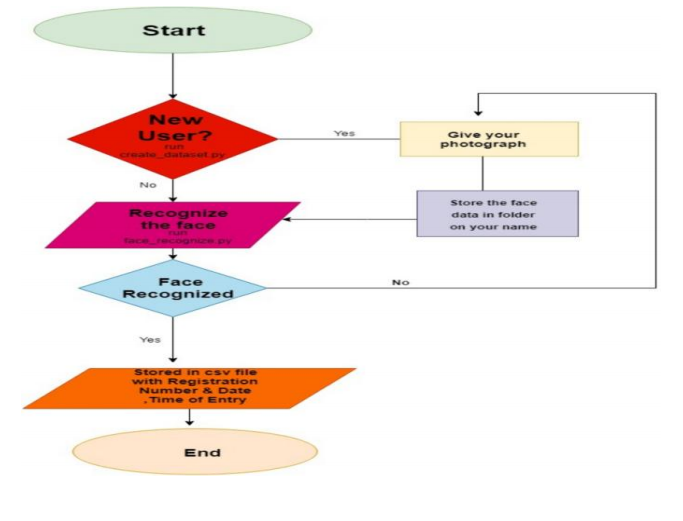 Start
New
User?
run
create_dataset.py
Yes
Give your
photograph
No
Store the face
data in folder
on your name
Recognize
the face
run
face_recognize.py
Face
Recognized
No
Yes
Stored in csv file
with Registration
Number & Date
,Time of Entry
End